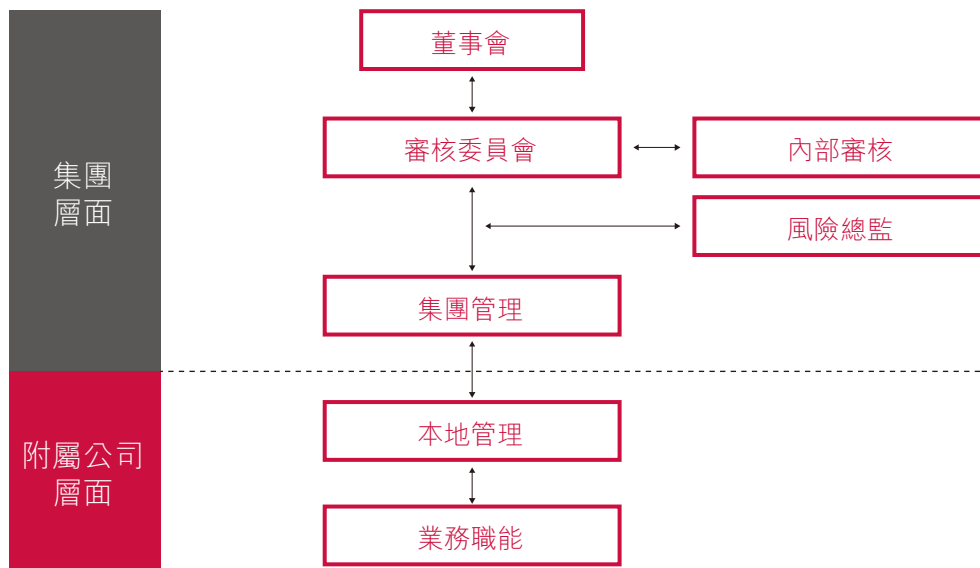 董事會
審核委員會
內部審核
集團
層面
風險總監
集團管理
本地管理
附屬公司
層面
業務職能